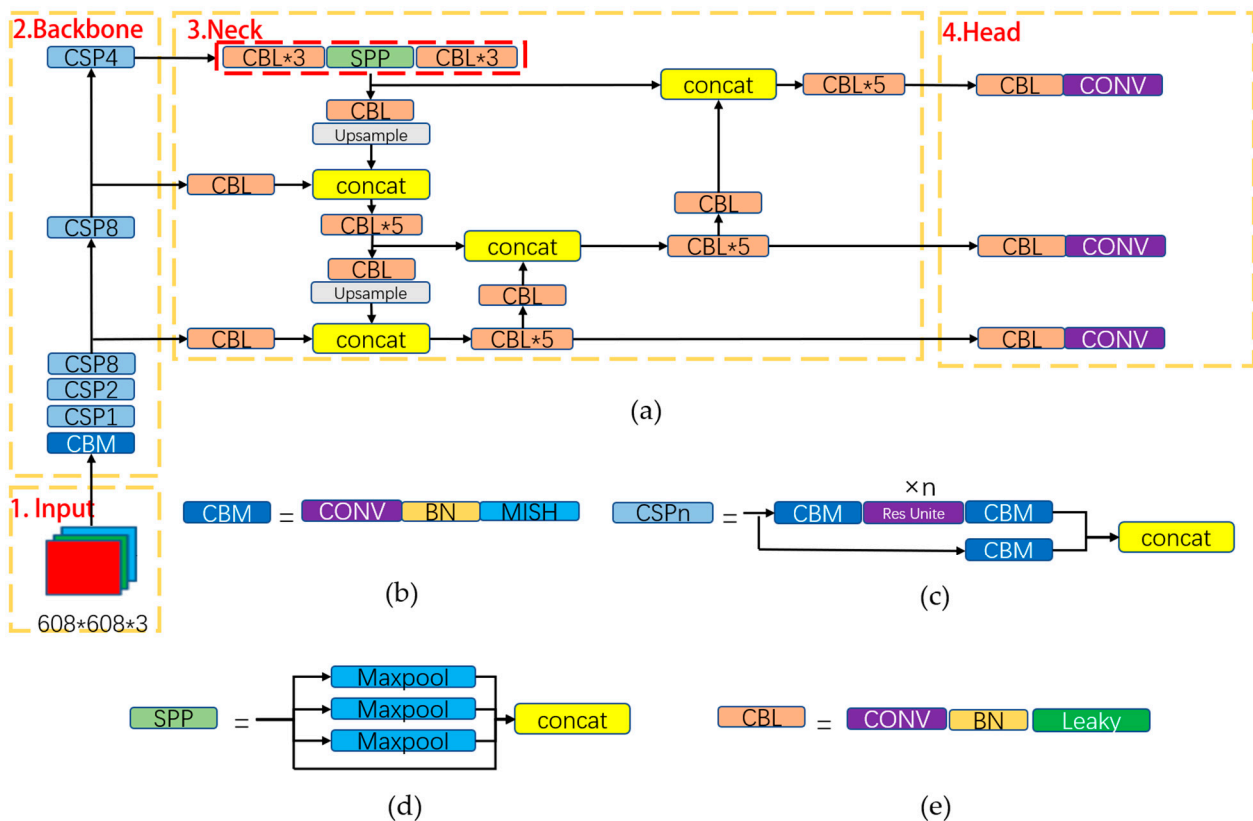 2.Backbone
3.Neck
4.Head
CSP4
CBL*3 SPP CBL*3
concat
CBL*5
CBL CONV
CBL
Upsample
CBL
concat
CBL
CSP8
CBL*5
concat
CBL*5
CBL CONV
CBL
Upsample
CBL
CBL
concat
CBL*5
CBL CONV
CSP8
CSP2
CSP1
CBM
(a)
1. Input
608*608*3
CBM = CONV BN MISH
(b)
×n
CSPn = CBM Res Unite CBM
CBM
concat
(c)
Maxpool
SPP = Maxpool concat
Maxpool
(d)
CBL = CONV BN Leaky
(e)